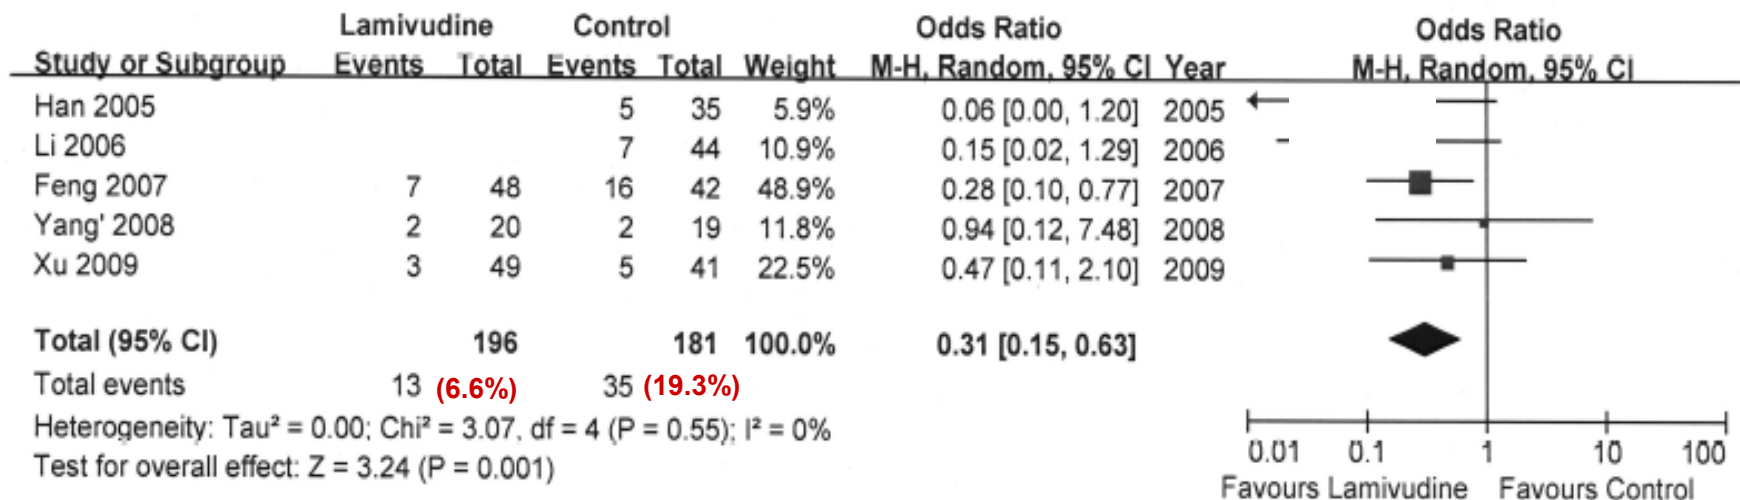 Lamivudine Control Odds Ratio Odds Ratio
Study or Subgroup Events Total Events Total Weight M-H, Random, 95% CI Year M-H, Random, 95% CI
Han 2005 5 35 5.9% 0.06 [0.00, 1.20] 2005
Li 2006 7 44 10.9% 0.15 [0.02, 1.29] 2006
Feng 2007 7 48 16 42 48.9% 0.28 [0.10, 0.77] 2007
Yang' 2008 2 20 2 19 11.8% 0.94 [0.12, 7.48] 2008
Xu 2009 3 49 5 41 22.5% 0.47 [0.11, 2.10] 2009
Total (95% CI) 196 181 100.0% 0.31 [0.15, 0.63]
Total events 13 (6.6%) 35 (19.3%)
Heterogeneity: Tau² = 0.00; Chi² = 3.07, df = 4 (P = 0.55); I² = 0%
Test for overall effect: Z = 3.24 (P = 0.001)
0.01 0.1 1 10 100
Favours Lamivudine Favours Control